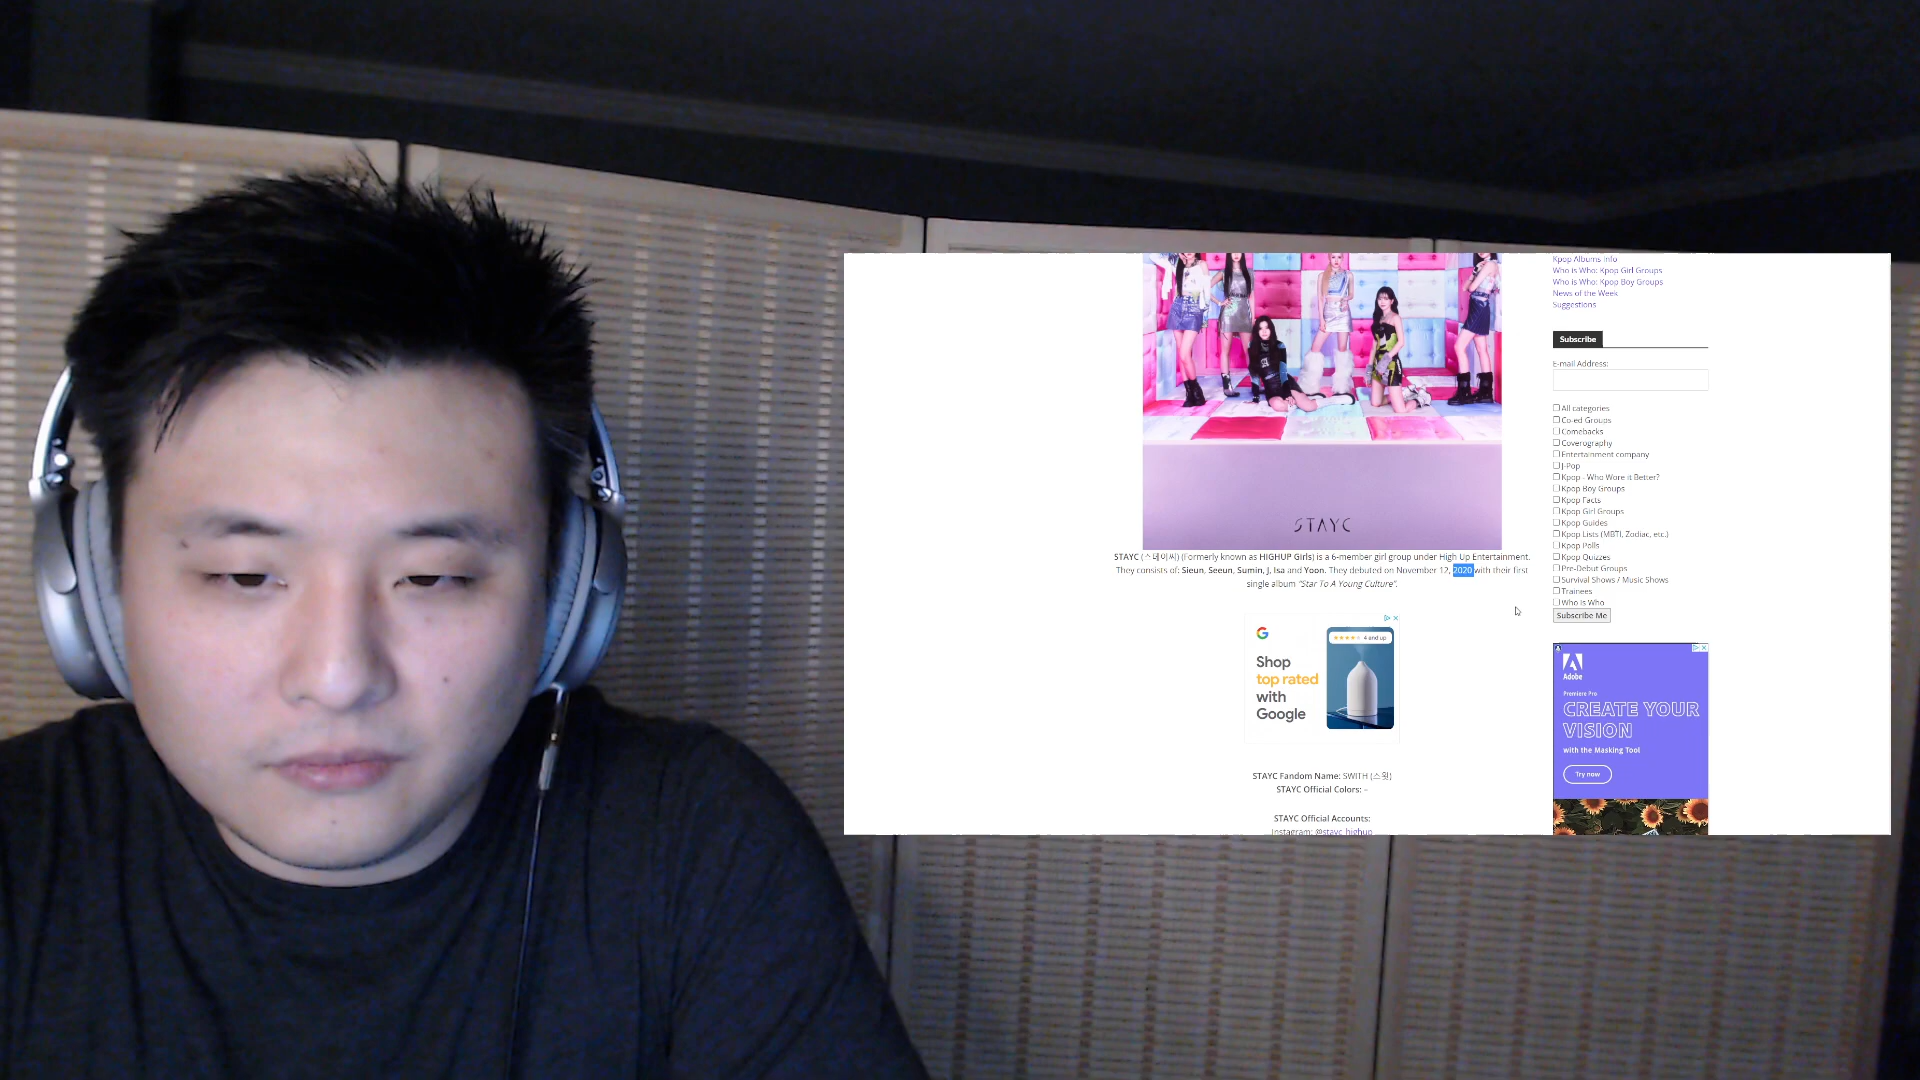 STAYC
STAYC (스테이씨) (Formerly known as HIGHUP Girls) is a 6-member girl group under High Up Entertainment.
They consists of: Sieun, Seeun, Sumin, J, Isa and Yoon. They debuted on November 12, 2020 with their first
single album "Star To A Young Culture".
G
4 and up
Shop
top rated
with
Google
STAYC Fandom Name: SWITH (스윗)
STAYC Official Colors: –
STAYC Official Accounts:
Instagram: @stayc_highup
Kpop Albums Info
Who is Who: Kpop Girl Groups
Who is Who: Kpop Boy Groups
News of the Week
Suggestions
Subscribe
E-mail Address:
All categories
Co-ed Groups
Comebacks
Coverography
Entertainment company
J-Pop
Kpop - Who Wore it Better?
Kpop Boy Groups
Kpop Facts
Kpop Girl Groups
Kpop Guides
Kpop Lists (MBTI, Zodiac, etc.)
Kpop Polls
Kpop Quizzes
Pre-Debut Groups
Survival Shows / Music Shows
Trainees
Who is Who
Subscribe Me
Adobe
Premiere Pro
CREATE YOUR
VISION
with the Masking Tool
Try now